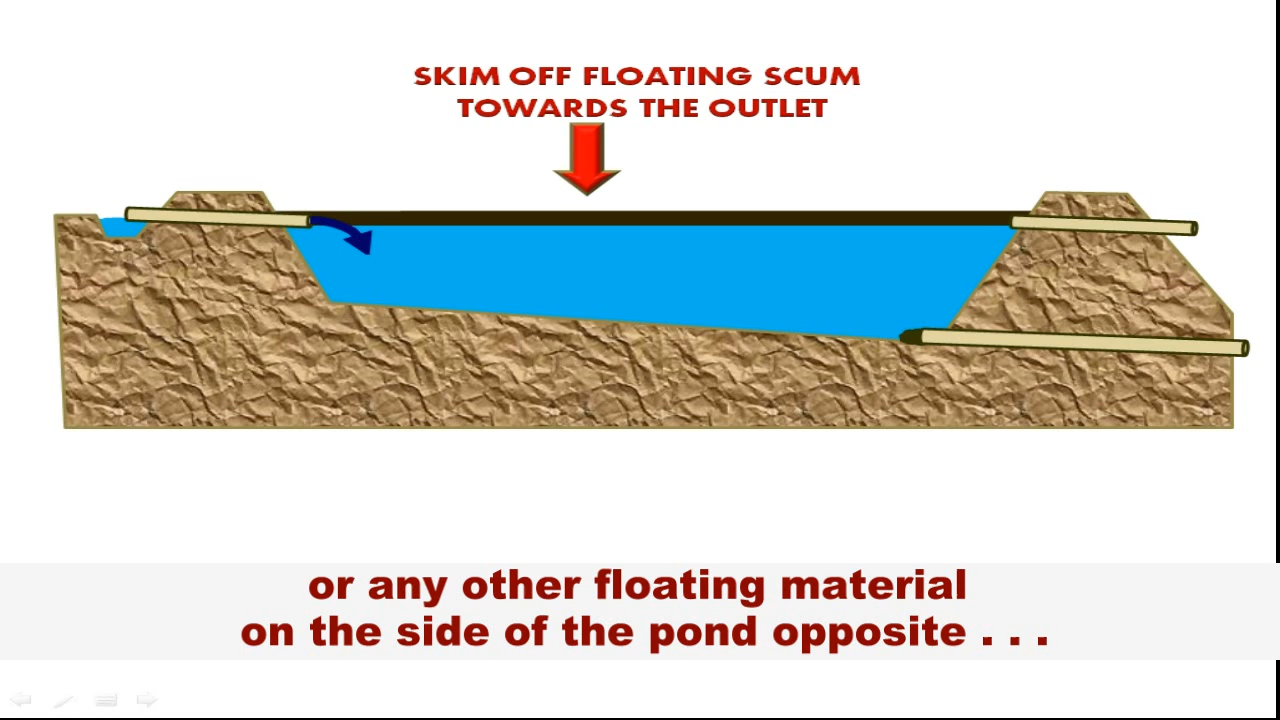 SKIM OFF FLOATING SCUM
TOWARDS THE OUTLET
or any other floating material
on the side of the pond opposite . . .